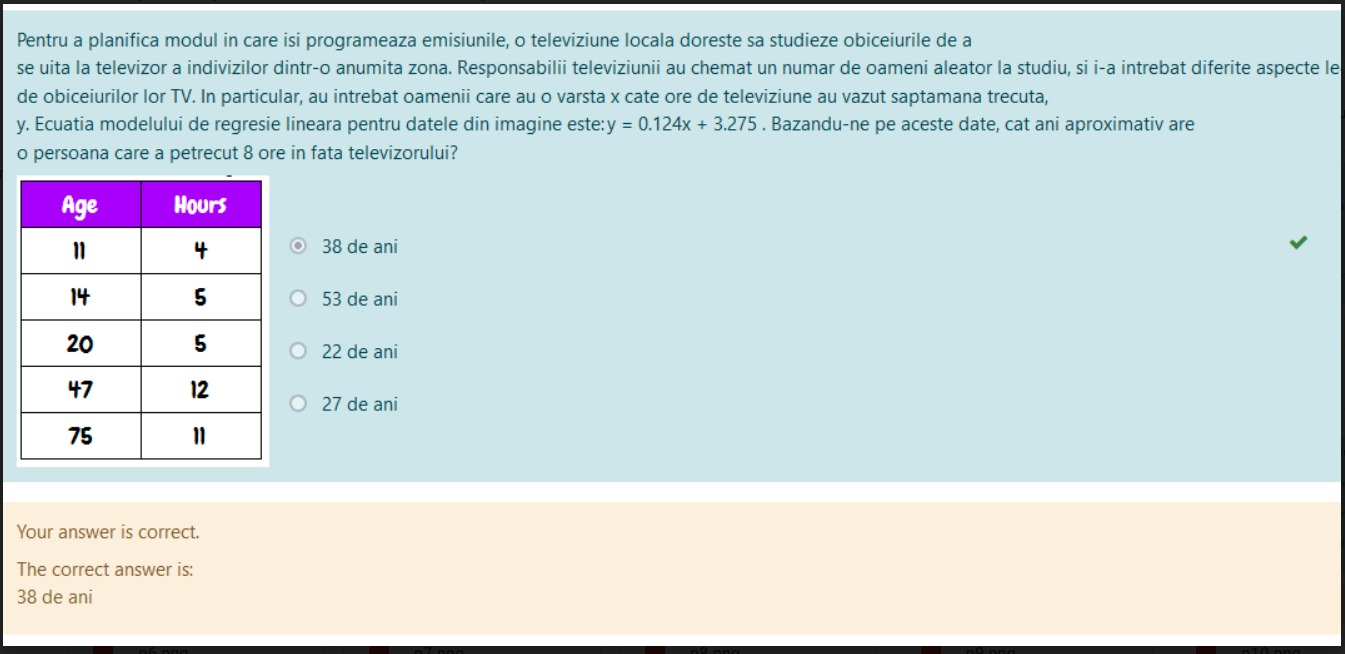 Pentru a planifica modul in care isi programeaza emisiunile, o televiziune locala doreste sa studieze obiceiurile de a
se uita la televizor a indivizilor dintr-o anumita zona. Responsabilii televiziunii au chemat un numar de oameni aleator la studiu, si i-a intrebat diferite aspecte le
de obiceiurilor lor TV. In particular, au intrebat oamenii care au o varsta x cate ore de televiziune au vazut saptamana trecuta,
y. Ecuatia modelului de regresie lineara pentru datele din imagine este: y = 0.124x + 3.275 . Bazandu-ne pe aceste date, cat ani aproximativ are
o persoana care a petrecut 8 ore in fata televizorului?
Age Hours
11 4
14 5
20 5
47 12
75 11
38 de ani
53 de ani
22 de ani
27 de ani
Your answer is correct.
The correct answer is:
38 de ani